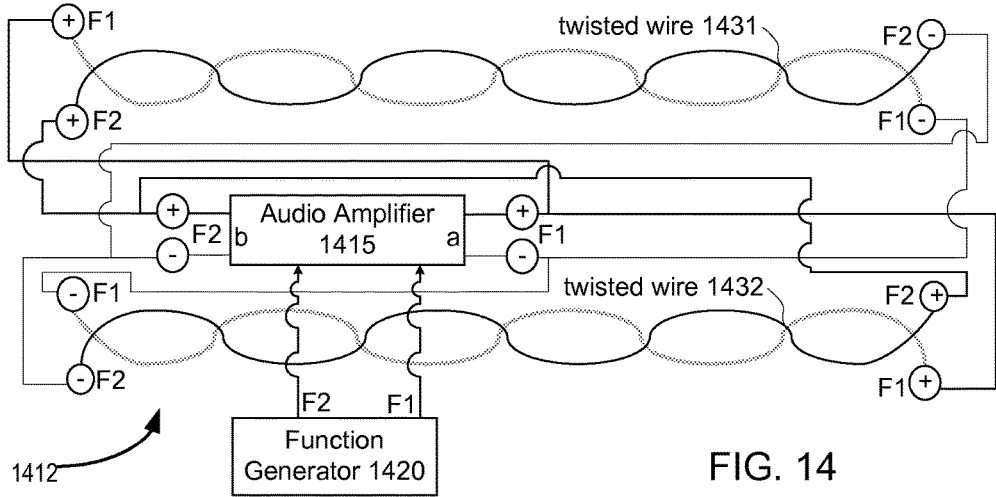 + F1
twisted wire 1431
F2 -
+ F2
F1 -
+ F2
b
Audio Amplifier
1415
a
+ F1
-
-
- F1
twisted wire 1432
F2 +
- F2
F1 +
F2
F1
Function
Generator 1420
1412
FIG. 14